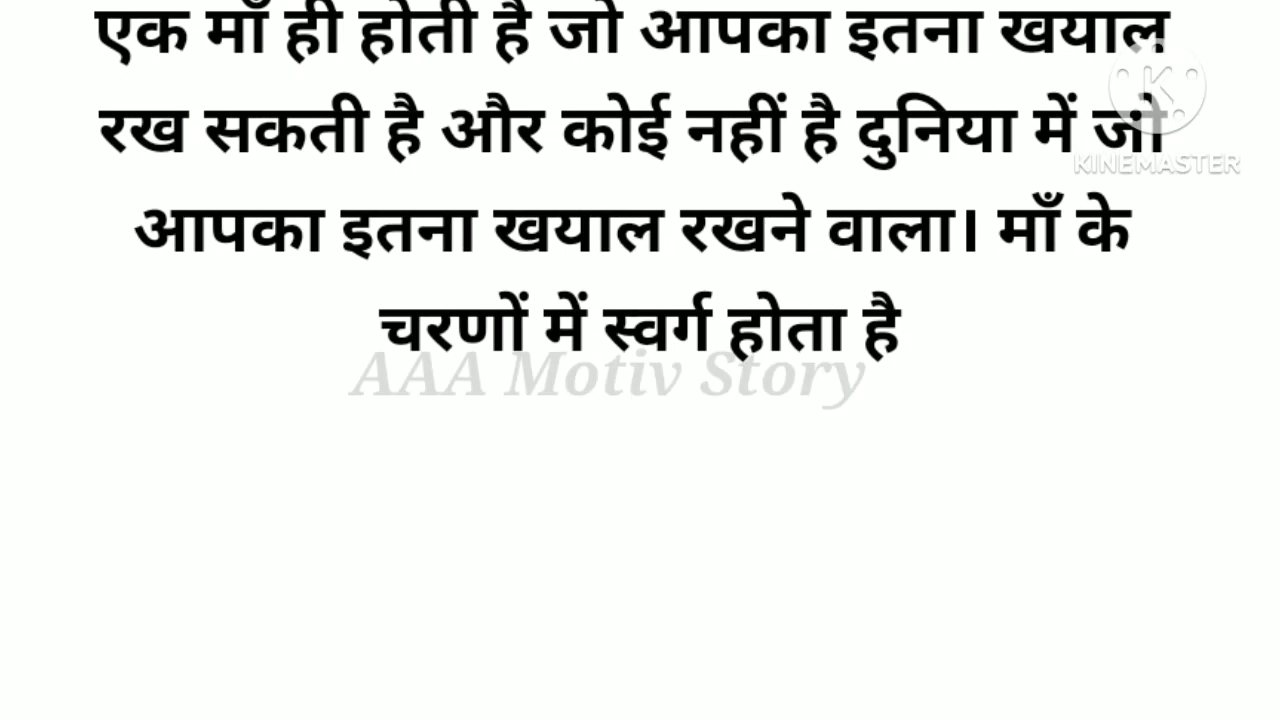 एक माँ ही होती है जो आपका इतना खयाल
रख सकती है और कोई नहीं है दुनिया में जो
आपका इतना खयाल रखने वाला। माँ के
चरणों में स्वर्ग होता है
AAA Motiv Story
K
KINEMASTER